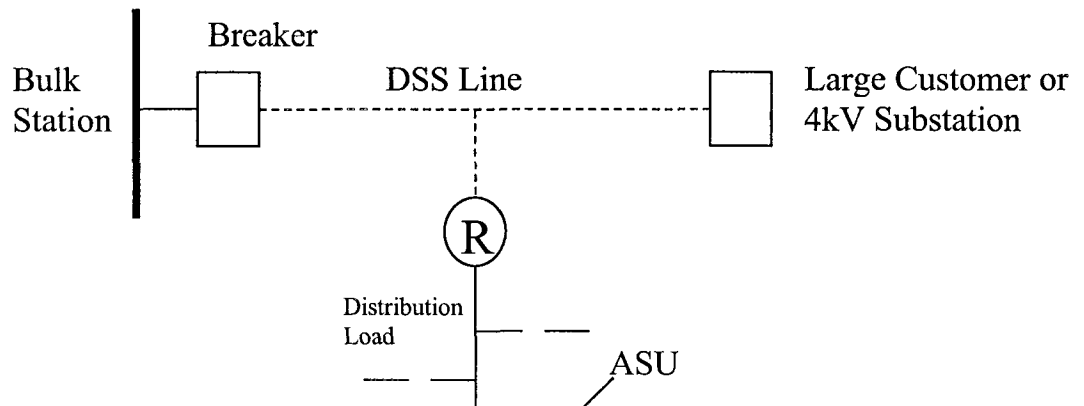 Breaker
Bulk
Station
DSS Line
Large Customer or
4kV Substation
R
Distribution
Load
ASU